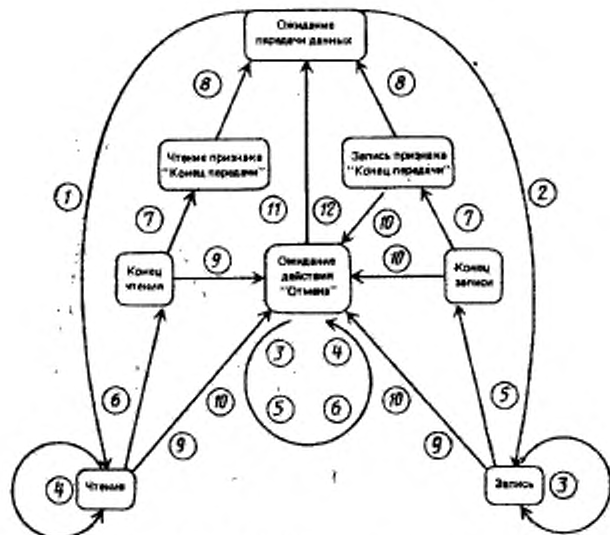 Ожидание
передачи данных
8
8
Чтение признака
"Конец передачи"
Запись признака
"Конец передачи"
1
11
12
2
7
10
7
9
10
Конец
чтения
Ожидание
действия
"Отмена"
Конец
записи
3
4
6
10
5
6
10
5
9
9
4
Чтение
Запись
3